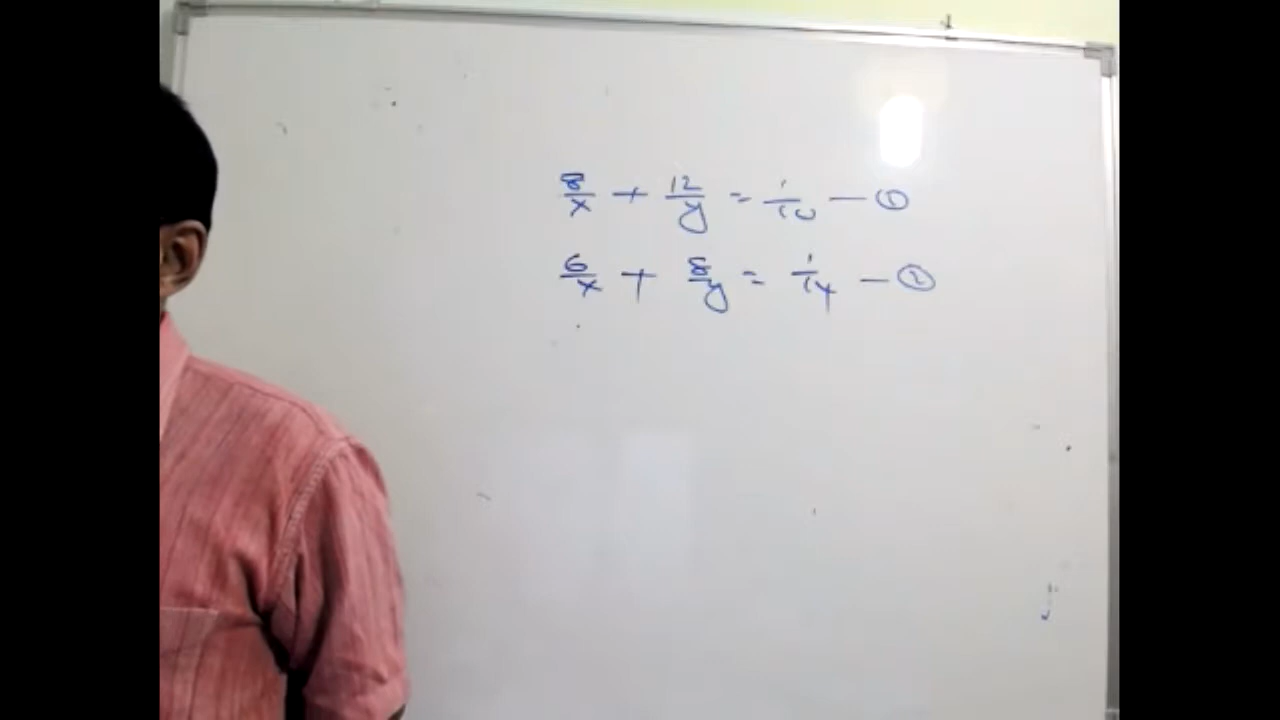 8/x + 12/y = 1/10 — ①
6/x + 8/y = 1/14 — ②